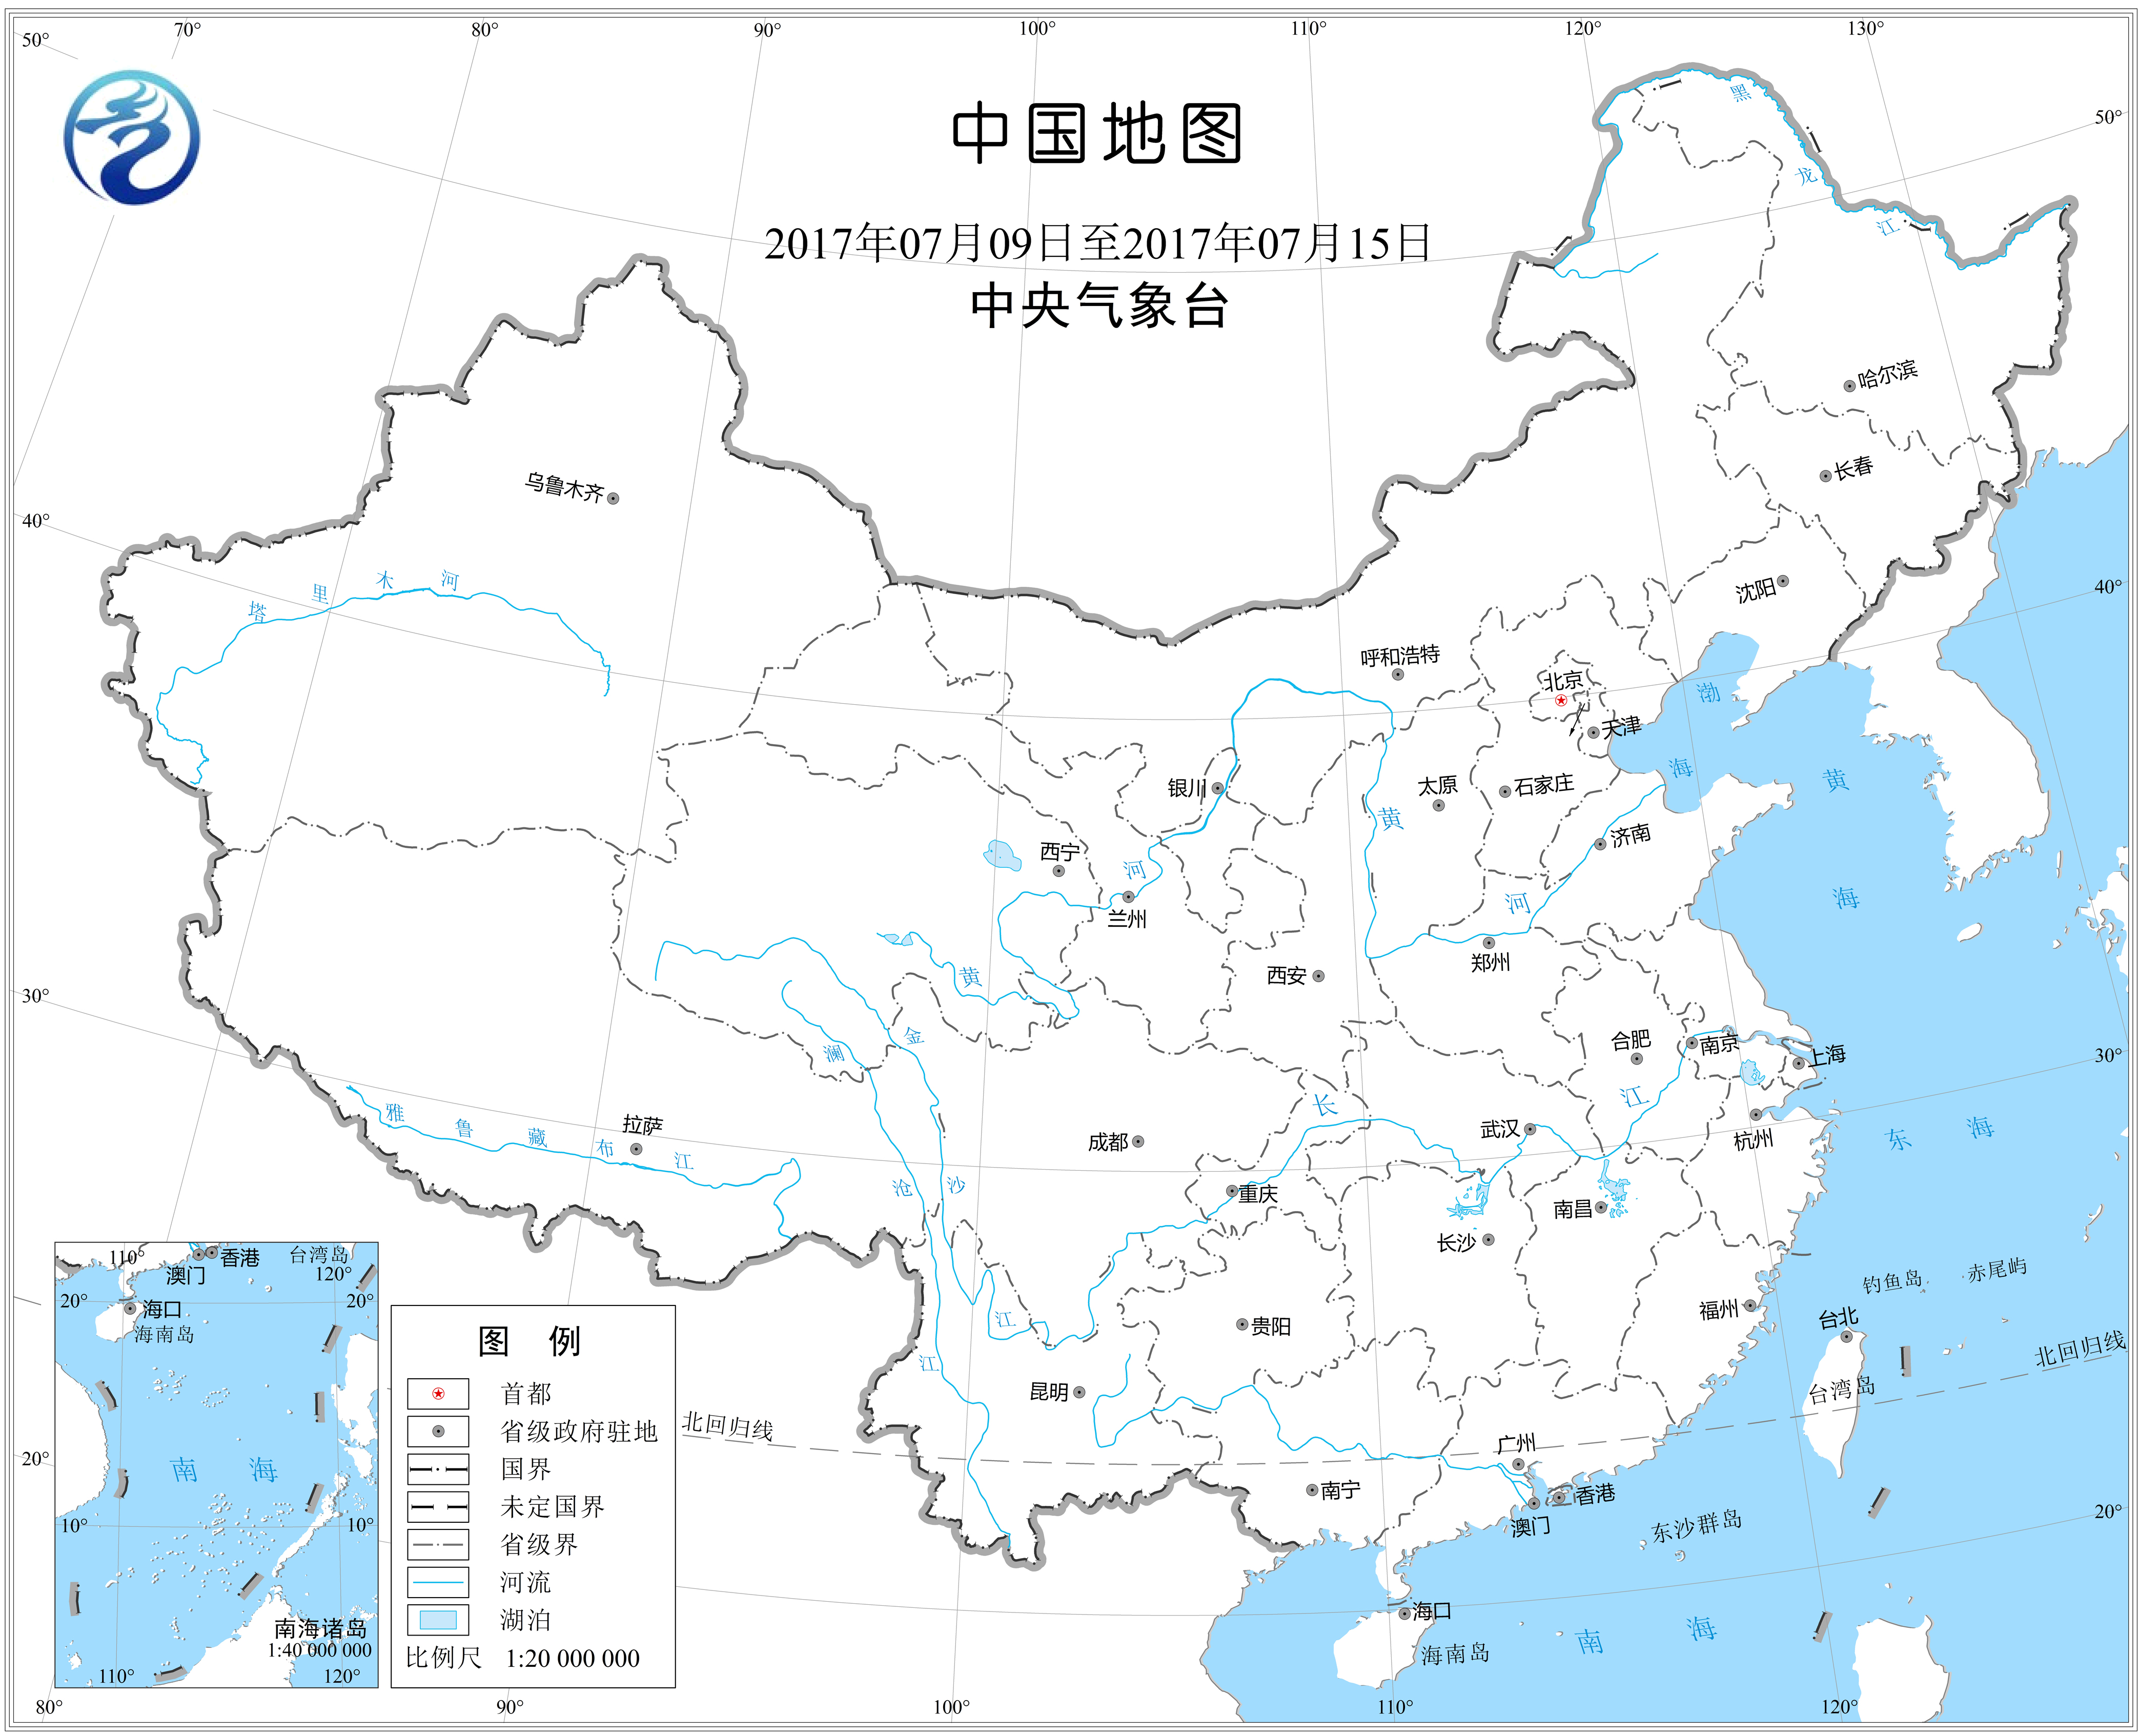 70° 80° 90° 100° 110° 120° 130°
50°
50°
中国地图
2017年07月09日至2017年07月15日
中央气象台
黑
龙
江
哈尔滨
长春
乌鲁木齐
40°
40°
塔 里 木 河
沈阳
呼和浩特
北京
天津
渤
海
银川
太原
石家庄
黄
海
黄
济南
西宁
河
兰州
河
郑州
西安
黄
30°
30°
金
澜
合肥
南京
上海
江
长
雅 鲁 藏 布 江
拉萨
成都
武汉
杭州
东 海
沧
沙
重庆
南昌
长沙
钓鱼岛
赤尾屿
福州
台北
江
贵阳
江
北回归线
昆明
台湾岛
北回归线
广州
20°
20°
南宁
香港
澳门
东沙群岛
海口
海南岛
南 海
110°
香港
澳门
台湾岛
120°
20°
20°
海口
海南岛
南 海
10°
10°
南海诸岛
1:40 000 000
110°
120°
图 例
首都
省级政府驻地
国界
未定国界
省级界
河流
湖泊
比例尺 1:20 000 000
80° 90° 100° 110° 120°